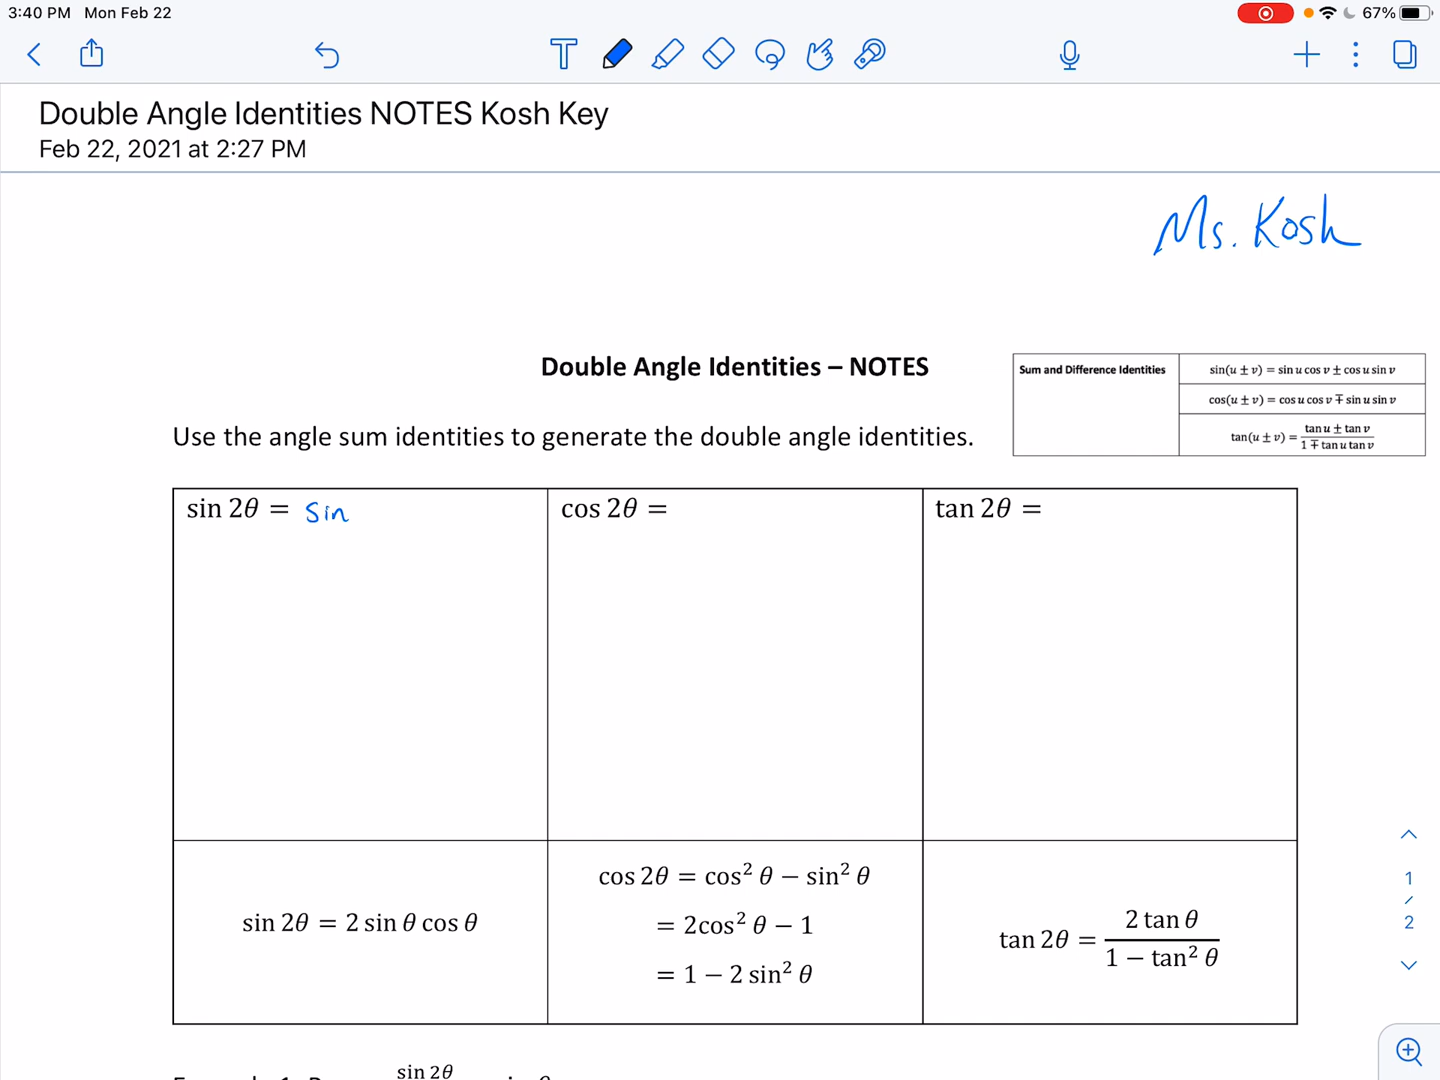 3:40 PM Mon Feb 22
67%
Double Angle Identities NOTES Kosh Key
Feb 22, 2021 at 2:27 PM
Ms. Kosh
Double Angle Identities – NOTES
Sum and Difference Identities
sin(u ± v) = sin u cos v ± cos u sin v
cos(u ± v) = cos u cos v ∓ sin u sin v
tan(u ± v) = (tan u ± tan v)/(1 ∓ tan u tan v)
Use the angle sum identities to generate the double angle identities.
sin 2θ = sin
cos 2θ =
tan 2θ =
sin 2θ = 2 sin θ cos θ
cos 2θ = cos² θ − sin² θ
= 2cos² θ − 1
= 1 − 2 sin² θ
tan 2θ = (2 tan θ)/(1 − tan² θ)
1
/
2
sin 2θ